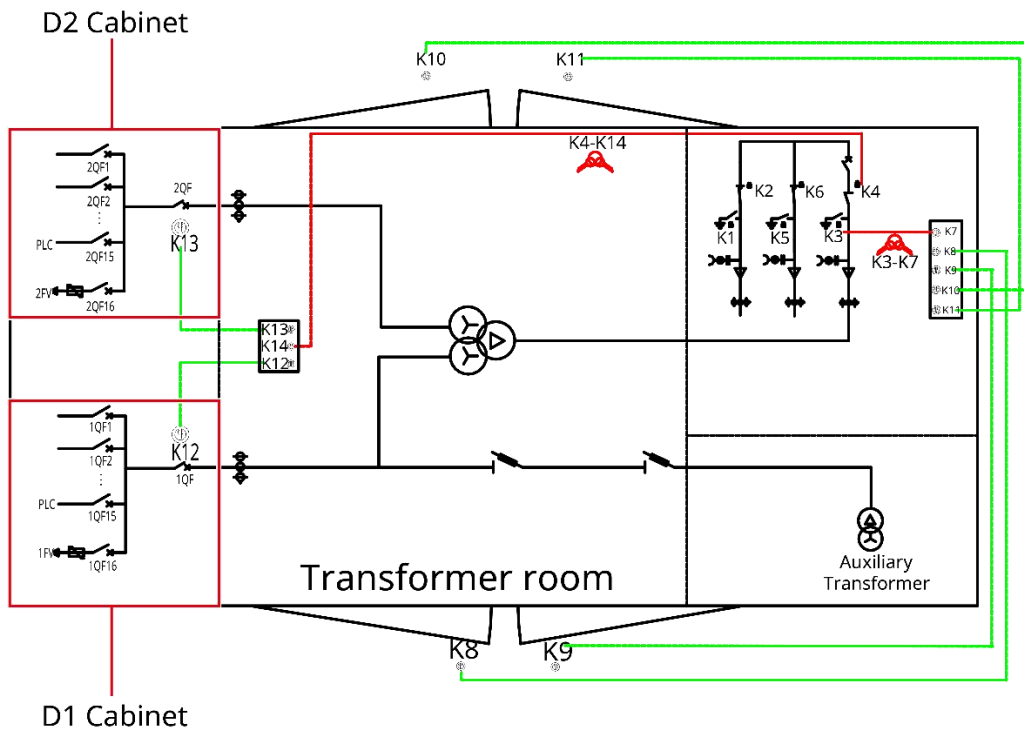 D2 Cabinet
K10
K11
K4-K14
2QF1
2QF2
2QF
K13
PLC
2QF15
2FV
2QF16
K2
K6
K4
K1
K5
K3
K3-K7
K7
K8
K9
K10
K11
K13
K14
K12
1QF1
1QF2
K12
1QF
PLC
1QF15
1FV
1QF16
Transformer room
Auxiliary
Transformer
K8
K9
D1 Cabinet